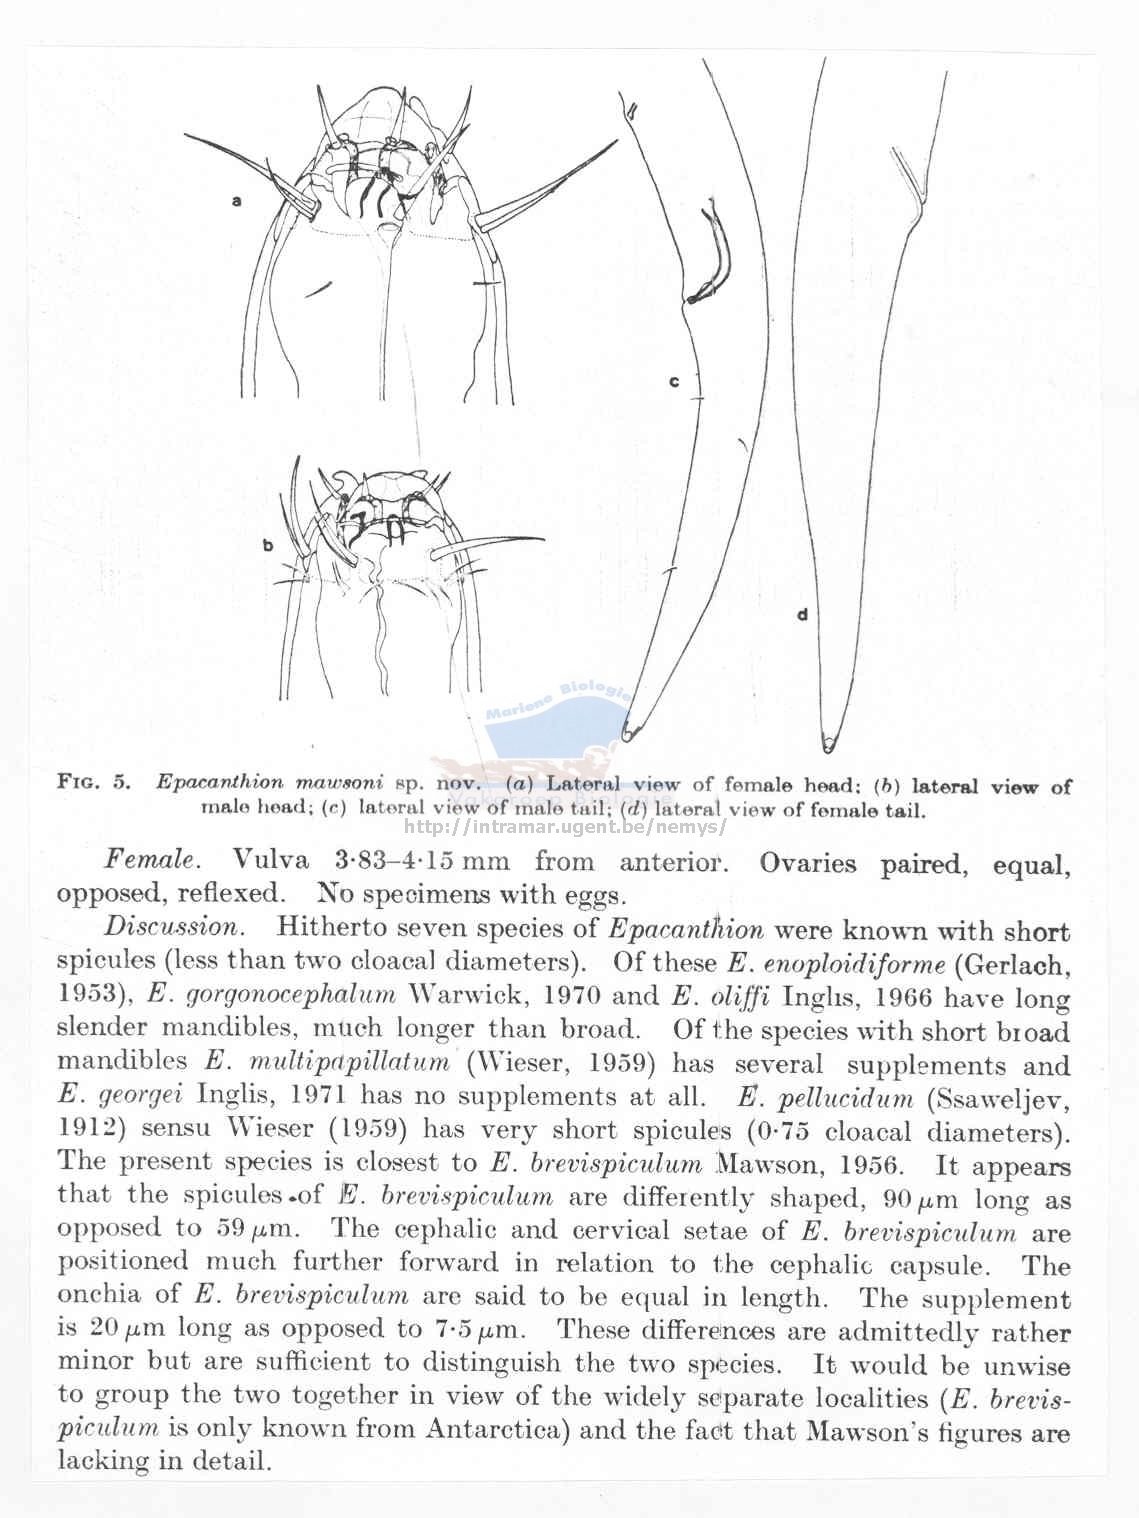 a
c
b
d
Mariene Biologie
FIG. 5. Epacanthion mawsoni sp. nov. (a) Lateral view of female head; (b) lateral view of
male head; (c) lateral view of male tail; (d) lateral view of female tail.
Vakgroep Biologie
http://intramar.ugent.be/nemys/
Female. Vulva 3·83–4·15 mm from anterior. Ovaries paired, equal,
opposed, reflexed. No specimens with eggs.
Discussion. Hitherto seven species of Epacanthion were known with short
spicules (less than two cloacal diameters). Of these E. enoploidiforme (Gerlach,
1953), E. gorgonocephalum Warwick, 1970 and E. oliffi Inglis, 1966 have long
slender mandibles, much longer than broad. Of the species with short broad
mandibles E. multipapillatum (Wieser, 1959) has several supplements and
E. georgei Inglis, 1971 has no supplements at all. E. pellucidum (Ssaweljev,
1912) sensu Wieser (1959) has very short spicules (0·75 cloacal diameters).
The present species is closest to E. brevispiculum Mawson, 1956. It appears
that the spicules of E. brevispiculum are differently shaped, 90 µm long as
opposed to 59 µm. The cephalic and cervical setae of E. brevispiculum are
positioned much further forward in relation to the cephalic capsule. The
onchia of E. brevispiculum are said to be equal in length. The supplement
is 20 µm long as opposed to 7·5 µm. These differences are admittedly rather
minor but are sufficient to distinguish the two species. It would be unwise
to group the two together in view of the widely separate localities (E. brevis-
piculum is only known from Antarctica) and the fact that Mawson's figures are
lacking in detail.